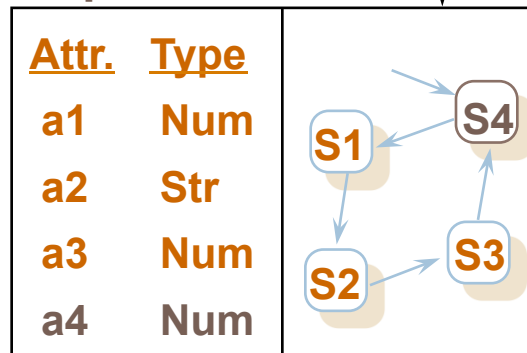 Attr. Type
a1 Num
a2 Str
a3 Num
a4 Num
S4
S1
S3
S2